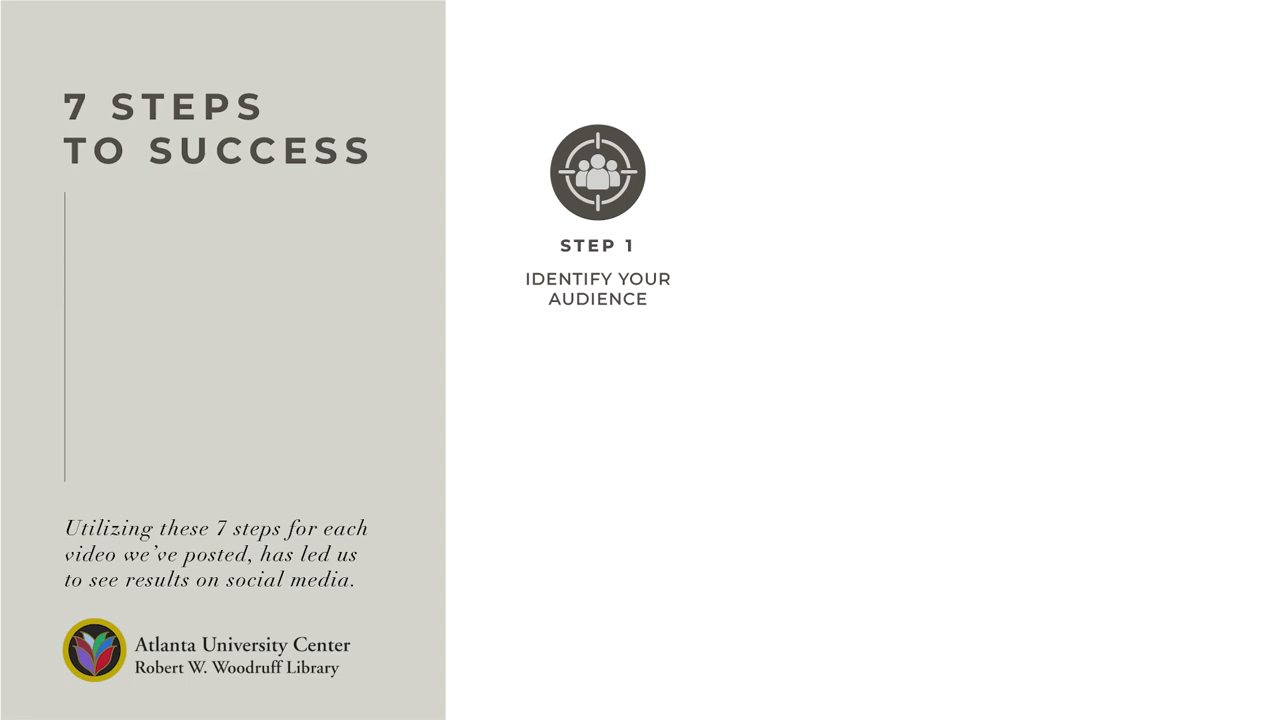 7 STEPS
TO SUCCESS
Utilizing these 7 steps for each
video we've posted, has led us
to see results on social media.
Atlanta University Center
Robert W. Woodruff Library
STEP 1
IDENTIFY YOUR
AUDIENCE